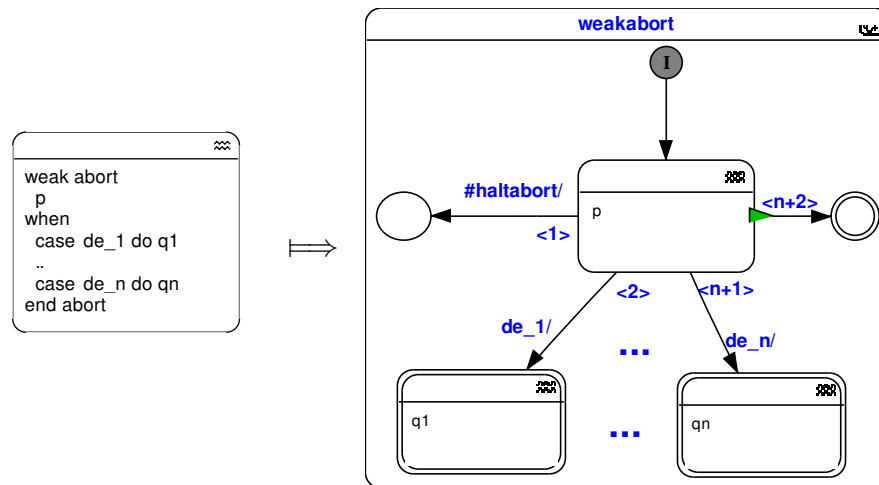 weak abort
p
when
case de_1 do q1
..
case de_n do qn
end abort
weakabort
I
#haltabort/
<1>
p
<n+2>
<2>
<n+1>
de_1/
...
de_n/
q1
...
qn